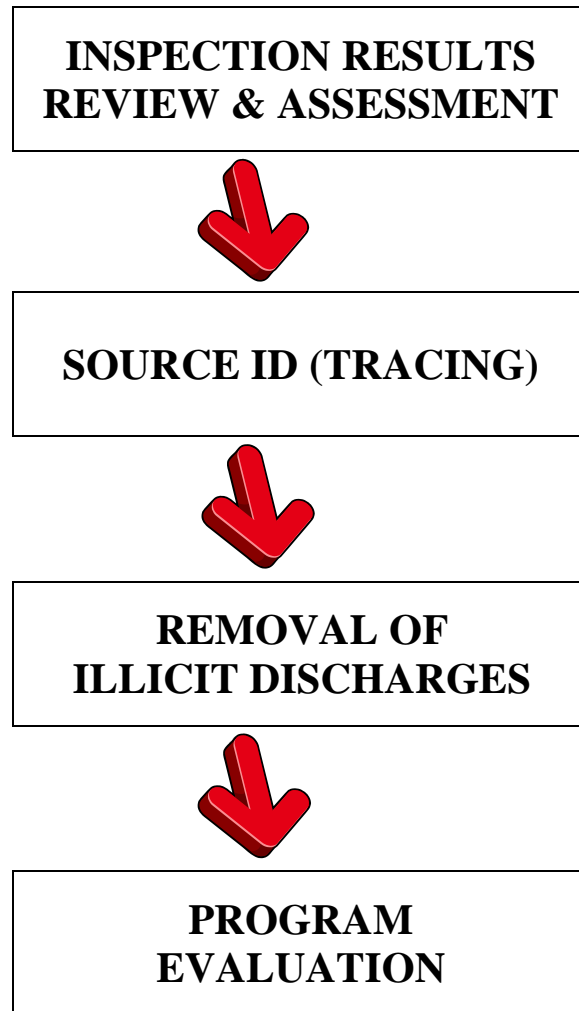 INSPECTION RESULTS
REVIEW & ASSESSMENT
SOURCE ID (TRACING)
REMOVAL OF
ILLICIT DISCHARGES
PROGRAM
EVALUATION